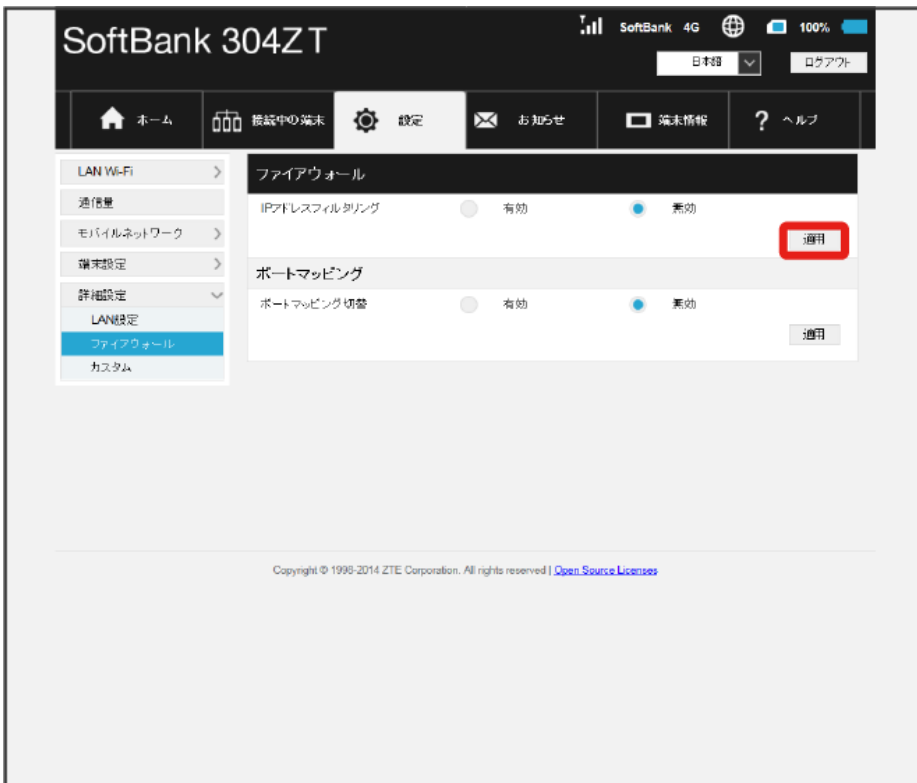 SoftBank 304ZT
SoftBank 4G 100%
日本語 ログアウト
ホーム 接続中の端末 設定 お知らせ 端末情報 ? ヘルプ
LAN Wi-Fi
通信量
モバイルネットワーク
端末設定
詳細設定
LAN設定
ファイアウォール
カスタム
ファイアウォール
IPアドレスフィルタリング 有効 無効
適用
ポートマッピング
ポートマッピング切替 有効 無効
適用
Copyright © 1998-2014 ZTE Corporation. All rights reserved | Open Source Licenses